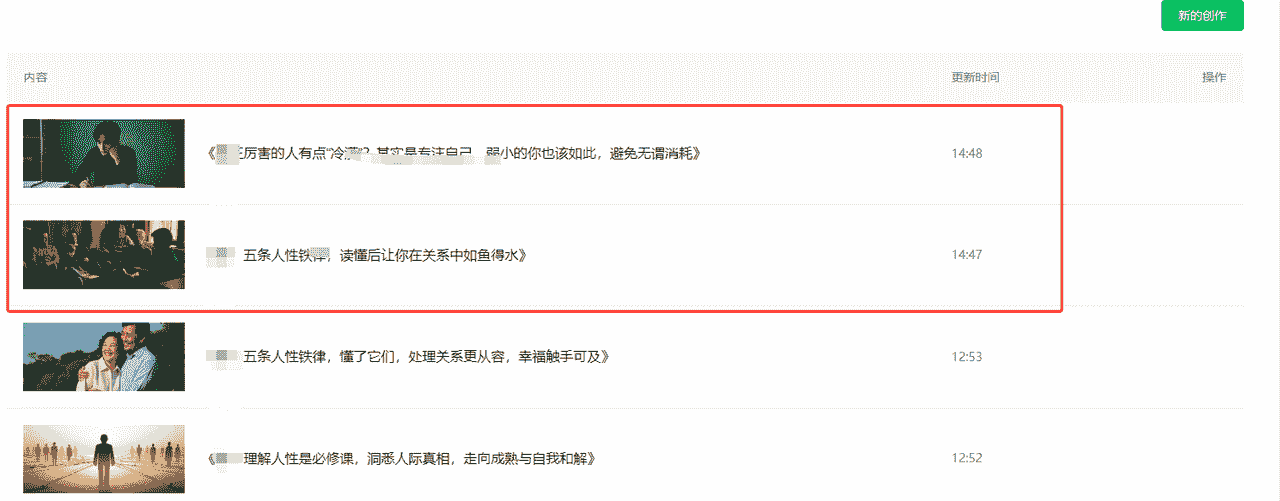 新的创作
内容 更新时间 操作
《 厉害的人有点“冷 其实是专注自己 弱小的你也该如此，避免无谓消耗》 14:48
五条人性铁律，读懂后让你在关系中如鱼得水》 14:47
五条人性铁律，懂了它们，处理关系更从容，幸福触手可及》 12:53
《 理解人性是必修课，洞悉人际真相，走向成熟与自我和解》 12:52